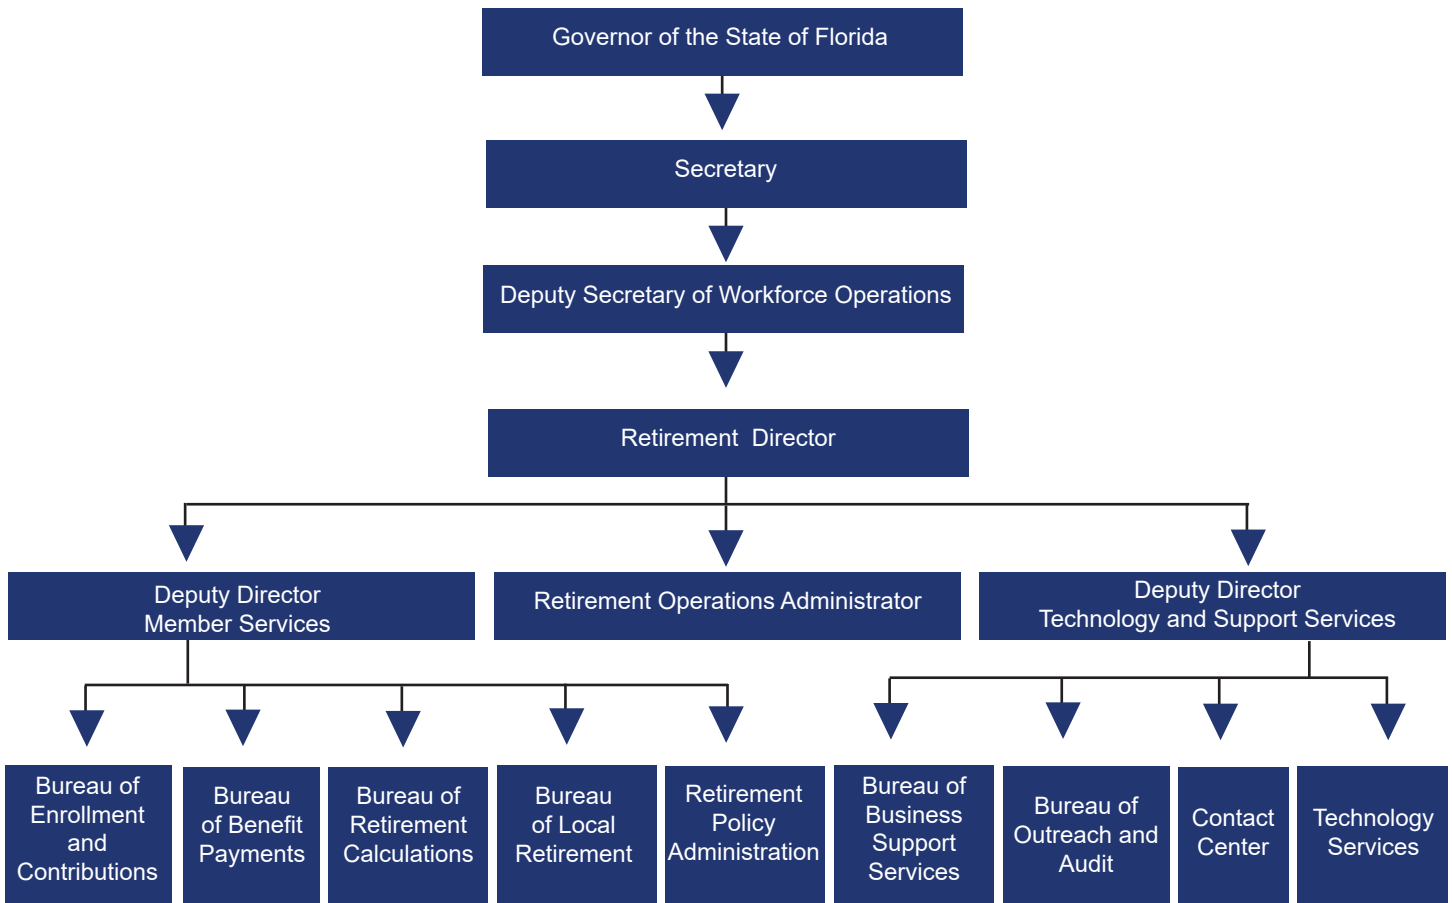 Governor of the State of Florida
Secretary
Deputy Secretary of Workforce Operations
Retirement Director
Deputy Director
Member Services
Retirement Operations Administrator
Deputy Director
Technology and Support Services
Bureau of
Enrollment
and
Contributions
Bureau
of Benefit
Payments
Bureau of
Retirement
Calculations
Bureau
of Local
Retirement
Retirement
Policy
Administration
Bureau of
Business
Support
Services
Bureau of
Outreach and
Audit
Contact
Center
Technology
Services